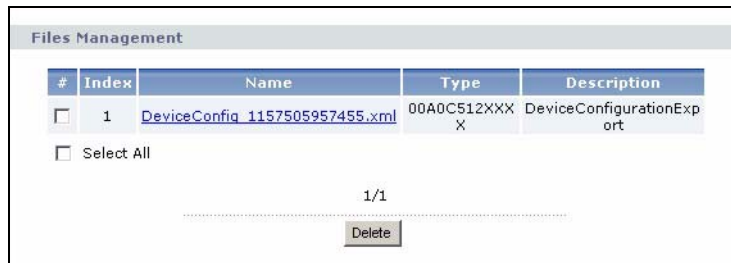 Files Management
# Index Name Type Description
1 DeviceConfig_1157505957455.xml 00A0C512XXX DeviceConfigurationExp
X ort
Select All
1/1
Delete